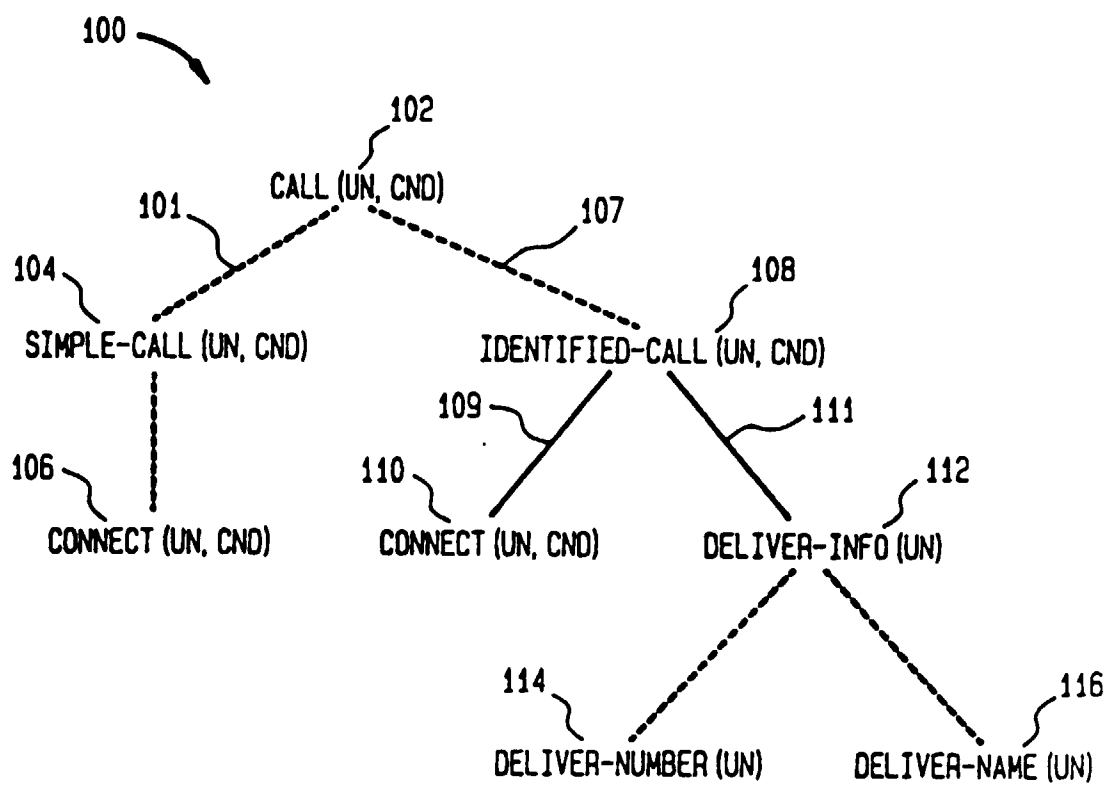 100
102
CALL (UN, CND)
101
107
104
108
SIMPLE-CALL (UN, CND)
IDENTIFIED-CALL (UN, CND)
109
111
106
110
112
CONNECT (UN, CND)
CONNECT (UN, CND)
DELIVER-INFO (UN)
114
116
DELIVER-NUMBER (UN)
DELIVER-NAME (UN)